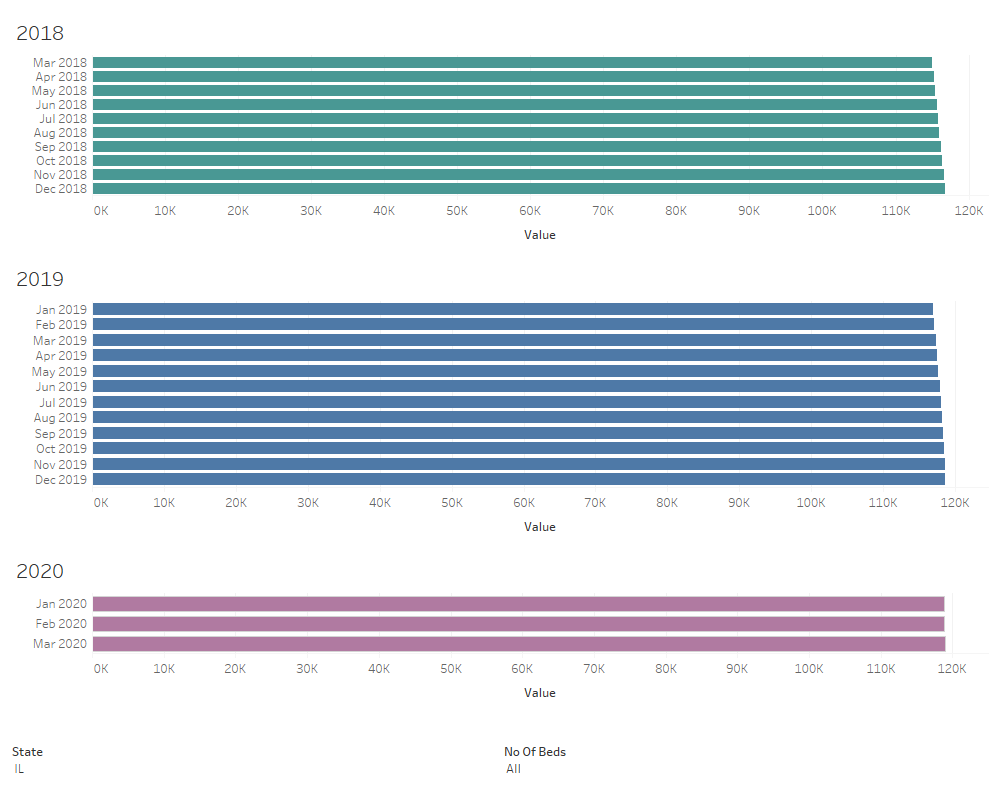 2018
Mar 2018
Apr 2018
May 2018
Jun 2018
Jul 2018
Aug 2018
Sep 2018
Oct 2018
Nov 2018
Dec 2018
0K 10K 20K 30K 40K 50K 60K 70K 80K 90K 100K 110K 120K
Value
2019
Jan 2019
Feb 2019
Mar 2019
Apr 2019
May 2019
Jun 2019
Jul 2019
Aug 2019
Sep 2019
Oct 2019
Nov 2019
Dec 2019
0K 10K 20K 30K 40K 50K 60K 70K 80K 90K 100K 110K 120K
Value
2020
Jan 2020
Feb 2020
Mar 2020
0K 10K 20K 30K 40K 50K 60K 70K 80K 90K 100K 110K 120K
Value
State No Of Beds
IL All